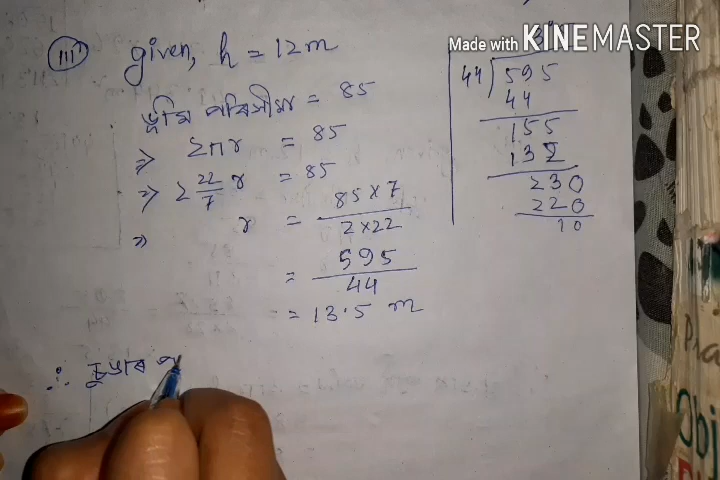 (iii) given, h = 12m
ভূমিৰ পৰিসীমা = 85
⇒ 2πr = 85
⇒ 2 22/7 r = 85
⇒ r = 85 × 7 / 2 × 22
= 595 / 44
= 13.5 m
∴
44 ) 595
44
155
132
230
220
10
Made with KINEMASTER